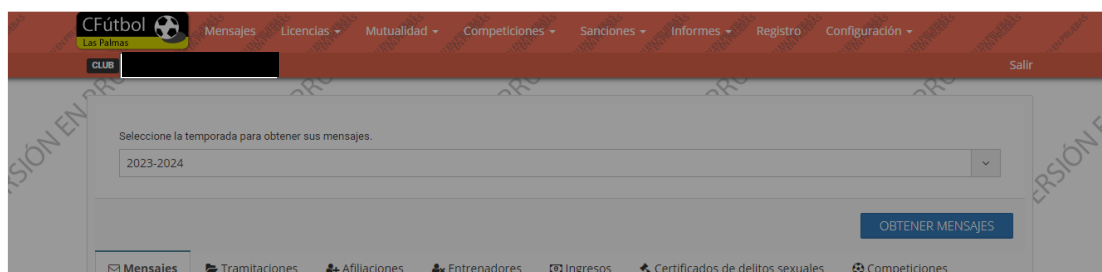 CFútbol
Las Palmas
Mensajes Licencias Mutualidad Competiciones Sanciones Informes Registro Configuración
CLUB
Salir
Seleccione la temporada para obtener sus mensajes.
2023-2024
OBTENER MENSAJES
Mensajes Tramitaciones Afiliaciones Entrenadores Ingresos Certificados de delitos sexuales Competiciones